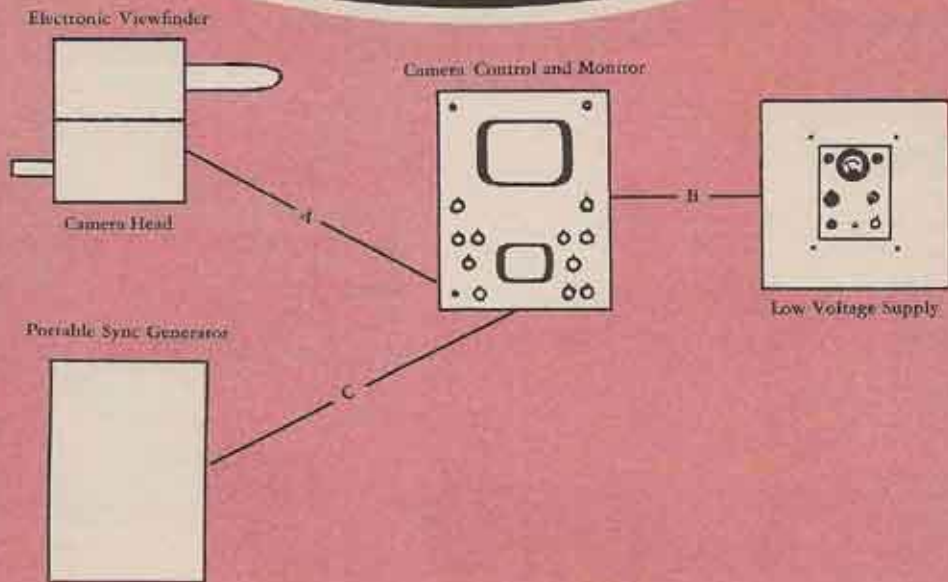 Electronic Viewfinder
Camera Control and Monitor
A
B
Camera Head
Low Voltage Supply
Portable Sync Generator
C